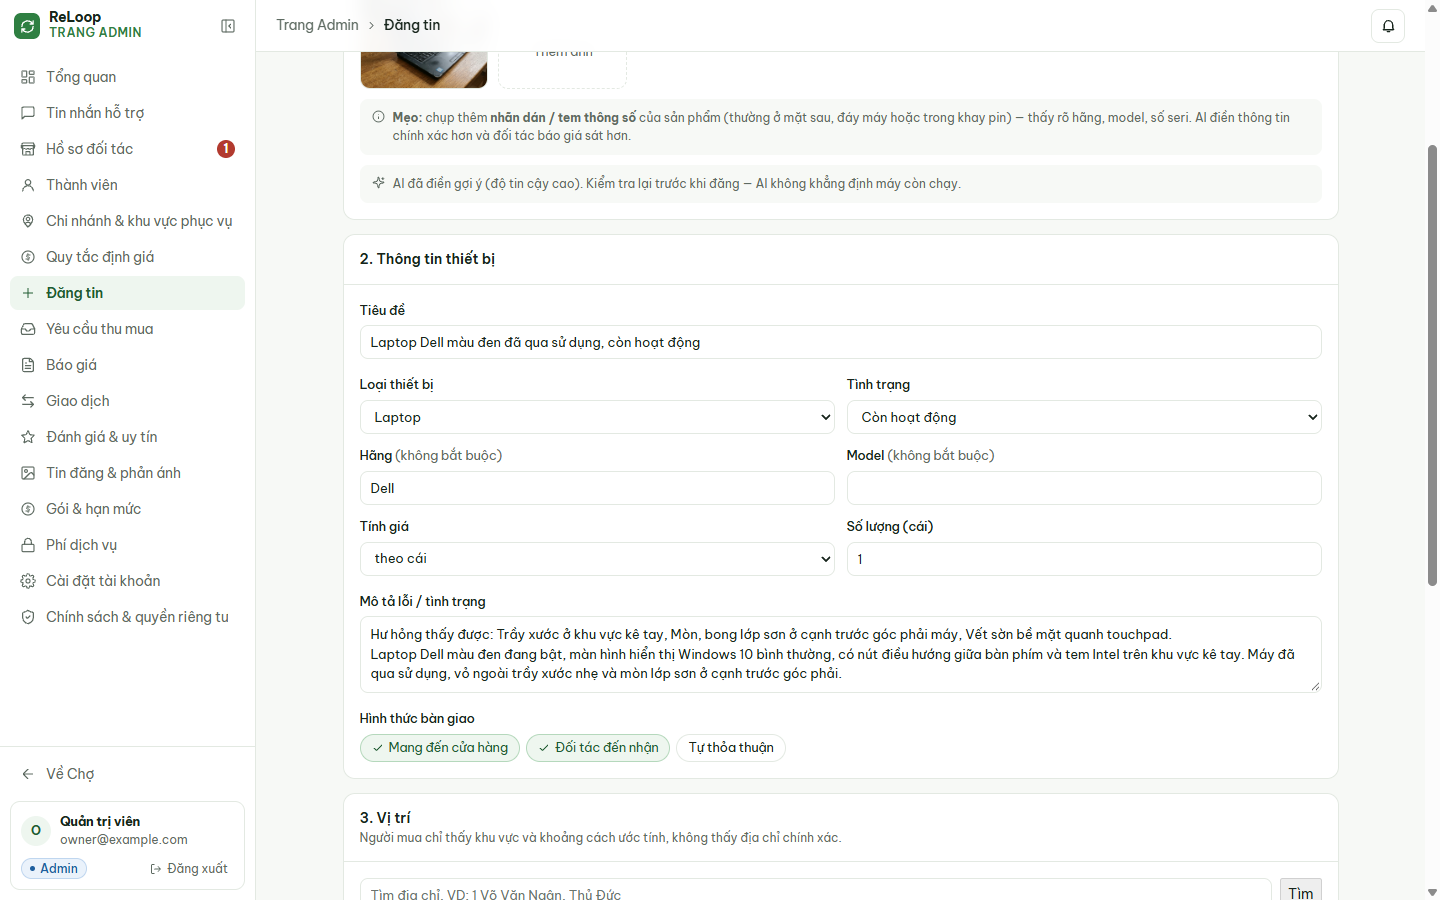 ReLoop
TRANG ADMIN
Tổng quan
Tin nhắn hỗ trợ
Hồ sơ đối tác
1
Thành viên
Chi nhánh & khu vực phục vụ
Quy tắc định giá
Đăng tin
Yêu cầu thu mua
Báo giá
Giao dịch
Đánh giá & uy tín
Tin đăng & phản ánh
Gói & hạn mức
Phí dịch vụ
Cài đặt tài khoản
Chính sách & quyền riêng tư
Về Chợ
O
Quản trị viên
owner@example.com
Admin
Đăng xuất
Trang Admin › Đăng tin
Thêm ảnh
Mẹo: chụp thêm nhãn dán / tem thông số của sản phẩm (thường ở mặt sau, đáy máy hoặc trong khay pin) — thấy rõ hãng, model, số seri. AI điền thông tin
chính xác hơn và đối tác báo giá sát hơn.
AI đã điền gợi ý (độ tin cậy cao). Kiểm tra lại trước khi đăng — AI không khẳng định máy còn chạy.
2. Thông tin thiết bị
Tiêu đề
Laptop Dell màu đen đã qua sử dụng, còn hoạt động
Loại thiết bị
Tình trạng
Laptop
Còn hoạt động
Hãng (không bắt buộc)
Model (không bắt buộc)
Dell
Tính giá
Số lượng (cái)
theo cái
1
Mô tả lỗi / tình trạng
Hư hỏng thấy được: Trầy xước ở khu vực kê tay, Mòn, bong lớp sơn ở cạnh trước góc phải máy, Vết sờn bề mặt quanh touchpad.
Laptop Dell màu đen đang bật, màn hình hiển thị Windows 10 bình thường, có nút điều hướng giữa bàn phím và tem Intel trên khu vực kê tay. Máy đã
qua sử dụng, vỏ ngoài trầy xước nhẹ và mòn lớp sơn ở cạnh trước góc phải.
Hình thức bàn giao
Mang đến cửa hàng
Đối tác đến nhận
Tự thỏa thuận
3. Vị trí
Người mua chỉ thấy khu vực và khoảng cách ước tính, không thấy địa chỉ chính xác.
Tìm địa chỉ, VD: 1 Võ Văn Ngân, Thủ Đức
Tìm